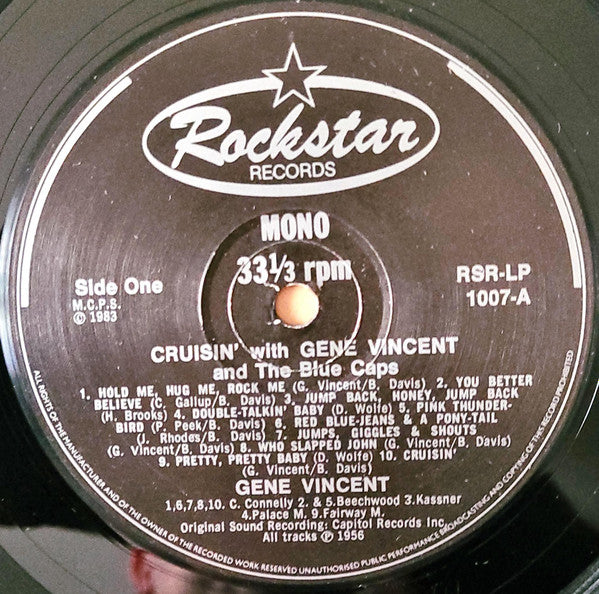 Rockstar
RECORDS
MONO
33⅓ rpm
Side One
M.C.P.S.
© 1983
RSR-LP
1007-A
CRUISIN' with GENE VINCENT
and The Blue Caps
1. HOLD ME, HUG ME, ROCK ME (G. Vincent/B. Davis) 2. YOU BETTER
BELIEVE (C. Gallup/B. Davis) 3. JUMP BACK, HONEY, JUMP BACK
(H. Brooks) 4. DOUBLE-TALKIN' BABY (D. Wolfe) 5. PINK THUNDER-
BIRD (P. Peek/B. Davis) 6. RED BLUE-JEANS & A PONY-TAIL
(J. Rhodes/B. Davis) 7. JUMPS, GIGGLES & SHOUTS
(G. Vincent/B. Davis) 8. WHO SLAPPED JOHN (G. Vincent/B. Davis)
9. PRETTY, PRETTY BABY (D. Wolfe) 10. CRUISIN'
(G. Vincent/B. Davis)
GENE VINCENT
1,6,7,8,10. C. Connelly 2. & 5.Beechwood 3.Kassner
4.Palace M. 9.Fairway M.
Original Sound Recording: Capitol Records Inc.
All tracks ℗ 1956
ALL RIGHTS OF THE MANUFACTURER AND OF THE OWNER OF THE RECORDED WORK RESERVED UNAUTHORISED PUBLIC PERFORMANCE BROADCASTING AND COPYING OF THIS RECORD PROHIBITED